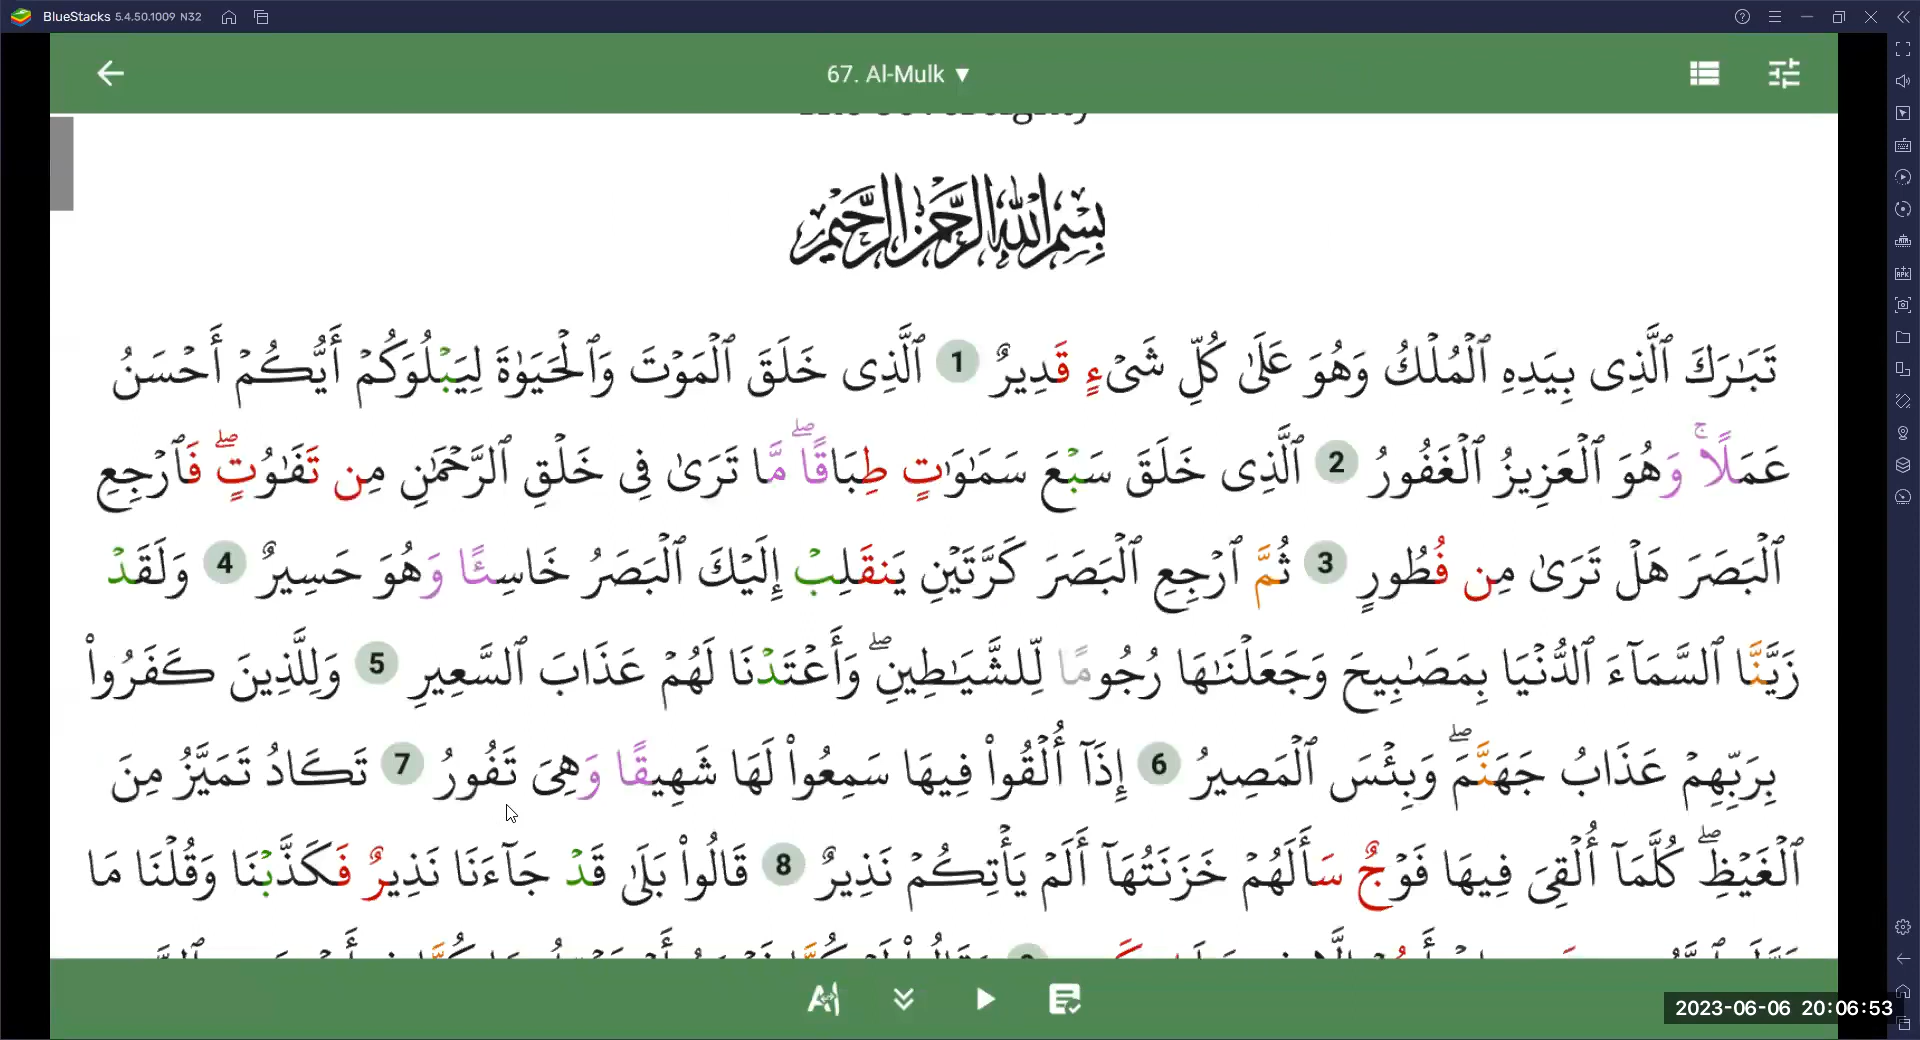 BlueStacks 5.4.50.1009 N32
67. Al-Mulk ▼
بِسْمِ اللَّهِ الرَّحْمَٰنِ الرَّحِيمِ
تَبَـٰرَكَ ٱلَّذِى بِيَدِهِ ٱلْمُلْكُ وَهُوَ عَلَىٰ كُلِّ شَىْءٍ قَدِيرٌ 1 ٱلَّذِى خَلَقَ ٱلْمَوْتَ وَٱلْحَيَوٰةَ لِيَبْلُوَكُمْ أَيُّكُمْ أَحْسَنُ
عَمَلًاۚ وَهُوَ ٱلْعَزِيزُ ٱلْغَفُورُ 2 ٱلَّذِى خَلَقَ سَبْعَ سَمَـٰوَٰتٍ طِبَاقًاۖ مَّا تَرَىٰ فِى خَلْقِ ٱلرَّحْمَـٰنِ مِن تَفَـٰوُتٍۖ فَٱرْجِعِ
ٱلْبَصَرَ هَلْ تَرَىٰ مِن فُطُورٍ 3 ثُمَّ ٱرْجِعِ ٱلْبَصَرَ كَرَّتَيْنِ يَنقَلِبْ إِلَيْكَ ٱلْبَصَرُ خَاسِئًا وَهُوَ حَسِيرٌ 4 وَلَقَدْ
زَيَّنَّا ٱلسَّمَآءَ ٱلدُّنْيَا بِمَصَـٰبِيحَ وَجَعَلْنَـٰهَا رُجُومًا لِّلشَّيَـٰطِينِۖ وَأَعْتَدْنَا لَهُمْ عَذَابَ ٱلسَّعِيرِ 5 وَلِلَّذِينَ كَفَرُوا۟
بِرَبِّهِمْ عَذَابُ جَهَنَّمَۖ وَبِئْسَ ٱلْمَصِيرُ 6 إِذَآ أُلْقُوا۟ فِيهَا سَمِعُوا۟ لَهَا شَهِيقًا وَهِىَ تَفُورُ 7 تَكَادُ تَمَيَّزُ مِنَ
ٱلْغَيْظِۖ كُلَّمَآ أُلْقِىَ فِيهَا فَوْجٌ سَأَلَهُمْ خَزَنَتُهَآ أَلَمْ يَأْتِكُمْ نَذِيرٌ 8 قَالُوا۟ بَلَىٰ قَدْ جَآءَنَا نَذِيرٌ فَكَذَّبْنَا وَقُلْنَا مَا
2023-06-06 20:06:53